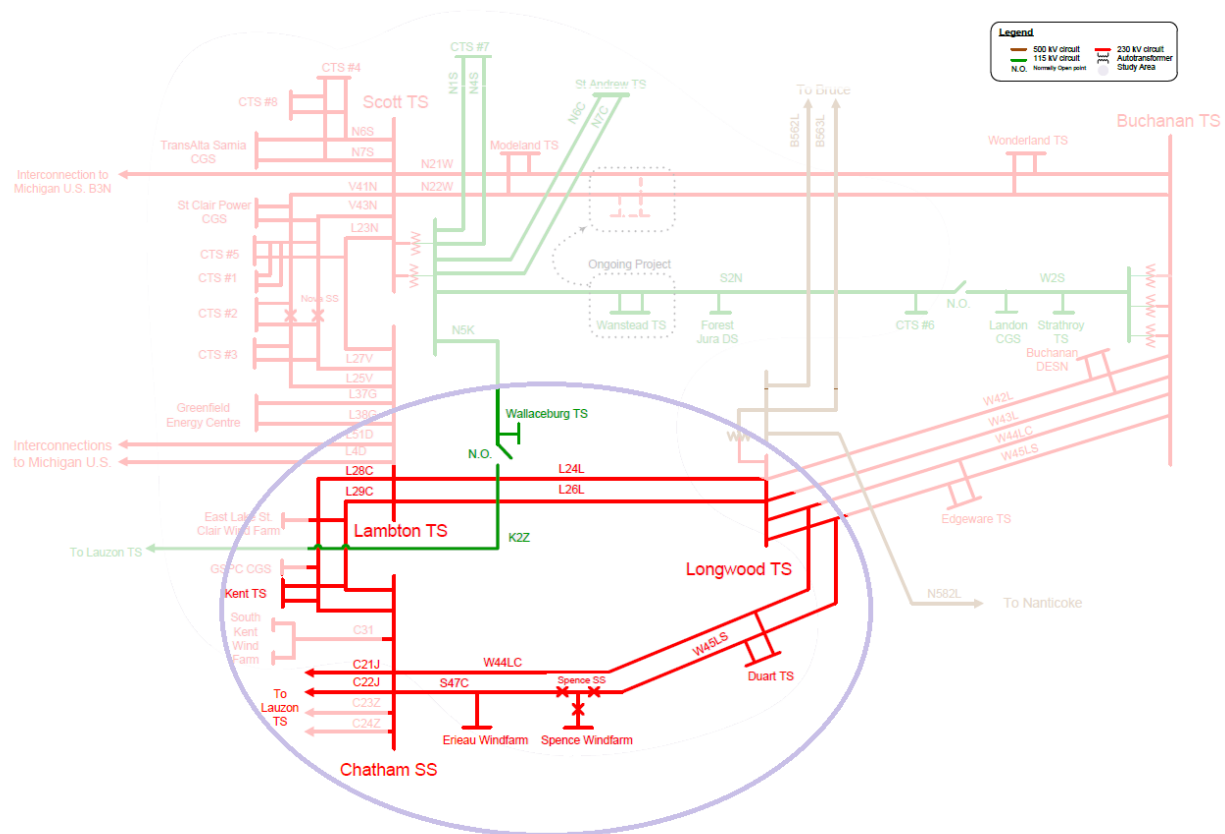 Legend
500 kV circuit
230 kV circuit
115 kV circuit
Autotransformer
N.O.
Normally Open point
Study Area
CTS #7
CTS #4
N1S
N4S
St Andrew TS
CTS #8
Scott TS
N6C
N7C
To Bruce
B562L
B563L
Buchanan TS
N6S
TransAlta Sarnia
CGS
N7S
Modeland TS
Wonderland TS
N21W
Interconnection to
Michigan U.S. B3N
V41N
N22W
St Clair Power
CGS
V43N
L23N
CTS #5
Ongoing Project
CTS #1
S2N
W2S
Nova SS
N.O.
CTS #2
Wanstead TS
Forest
Jura DS
CTS #6
Landon
CGS
Strathroy
TS
N5K
CTS #3
L27V
Buchanan
DESN
L25V
L37G
W42L
Greenfield
Energy Centre
L38G
Wallaceburg TS
W43L
W44LC
W45LS
L51D
Interconnections
to Michigan U.S.
L4D
N.O.
L28C
L24L
L29C
L26L
East Lake St.
Clair Wind Farm
Lambton TS
Edgeware TS
K2Z
To Lauzon TS
GSPC CGS
Longwood TS
Kent TS
N582L
To Nanticoke
South
Kent
Wind
Farm
C31
W45LS
C21J
W44LC
Duart TS
C22J
S47C
Spence SS
To
Lauzon
TS
C23Z
C24Z
Erieau Windfarm
Spence Windfarm
Chatham SS